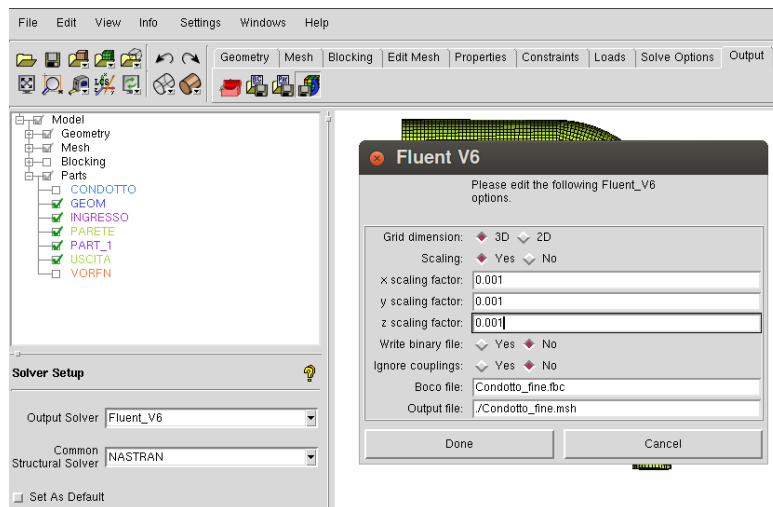 File Edit View Info Settings Windows Help
Geometry Mesh Blocking Edit Mesh Properties Constraints Loads Solve Options Output
Model
Geometry
Mesh
Blocking
Parts
CONDOTTO
GEOM
INGRESSO
PARETE
PART_1
USCITA
VORFN
Solver Setup
Output Solver Fluent_V6
Common
Structural Solver NASTRAN
Set As Default
Fluent V6
Please edit the following Fluent_V6
options.
Grid dimension: 3D 2D
Scaling: Yes No
x scaling factor: 0.001
y scaling factor: 0.001
z scaling factor: 0.001
Write binary file: Yes No
Ignore couplings: Yes No
Boco file: Condotto_fine.fbc
Output file: ./Condotto_fine.msh
Done Cancel